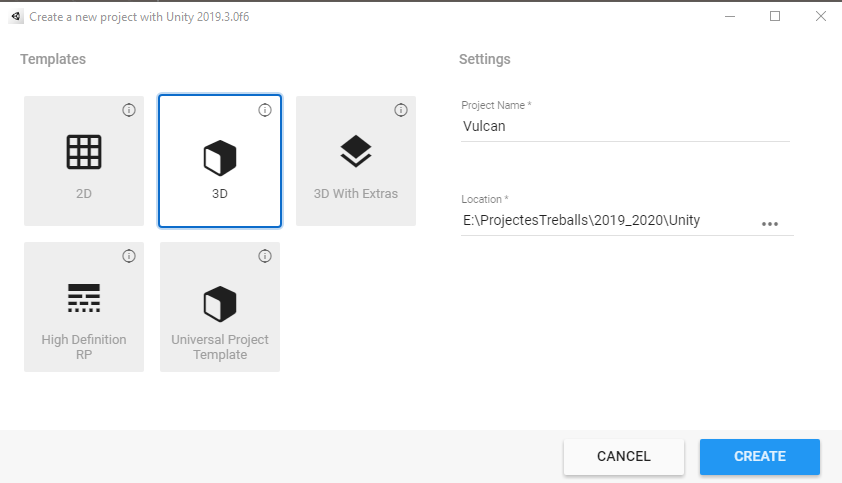 Create a new project with Unity 2019.3.0f6
Templates
2D
3D
3D With Extras
High Definition
RP
Universal Project
Template
Settings
Project Name *
Vulcan
Location *
E:\ProjectesTreballs\2019_2020\Unity
CANCEL
CREATE